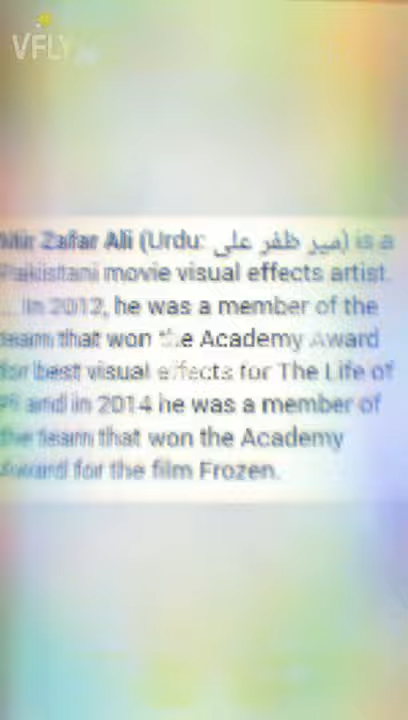 VFLY
Mir Zafar Ali (Urdu: میر ظفر علی) is a
Pakistani movie visual effects artist.
... In 2012, he was a member of the
team that won the Academy Award
for best visual effects for The Life of
Pi and in 2014 he was a member of
the team that won the Academy
Award for the film Frozen.